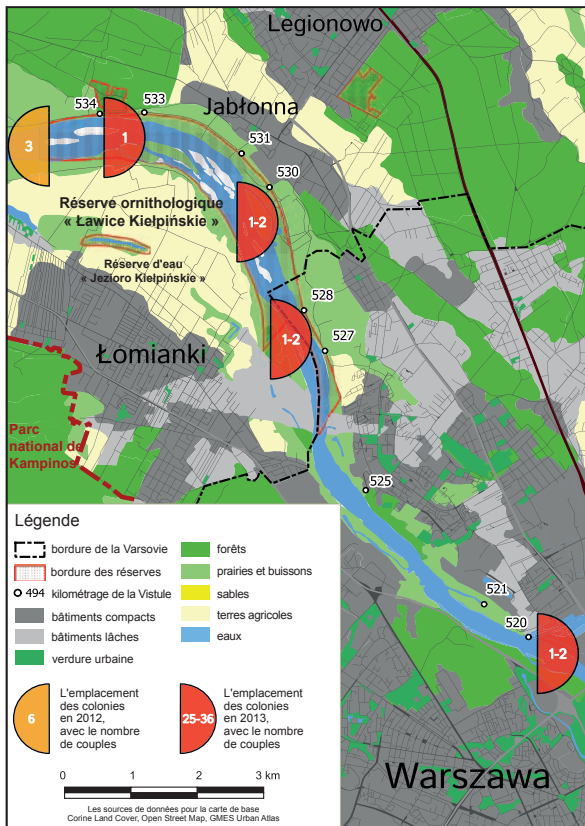 Legionowo
534
533
Jabłonna
3
1
531
530
Réserve ornithologique
« Ławice Kiełpińskie »
1-2
Réserve d'eau
« Jezioro Kiełpińskie »
528
1-2
527
Łomianki
Parc
national de
Kampinos
525
521
520
1-2
Warszawa
Légende
bordure de la Varsovie
bordure des réserves
494 kilométrage de la Vistule
bâtiments compacts
bâtiments lâches
verdure urbaine
forêts
prairies et buissons
sables
terres agricoles
eaux
6
L'emplacement
des colonies
en 2012,
avec le nombre
de couples
25-36
L'emplacement
des colonies
en 2013,
avec le nombre
de couples
0 1 2 3 km
Les sources de données pour la carte de base
Corine Land Cover, Open Street Map, GMES Urban Atlas